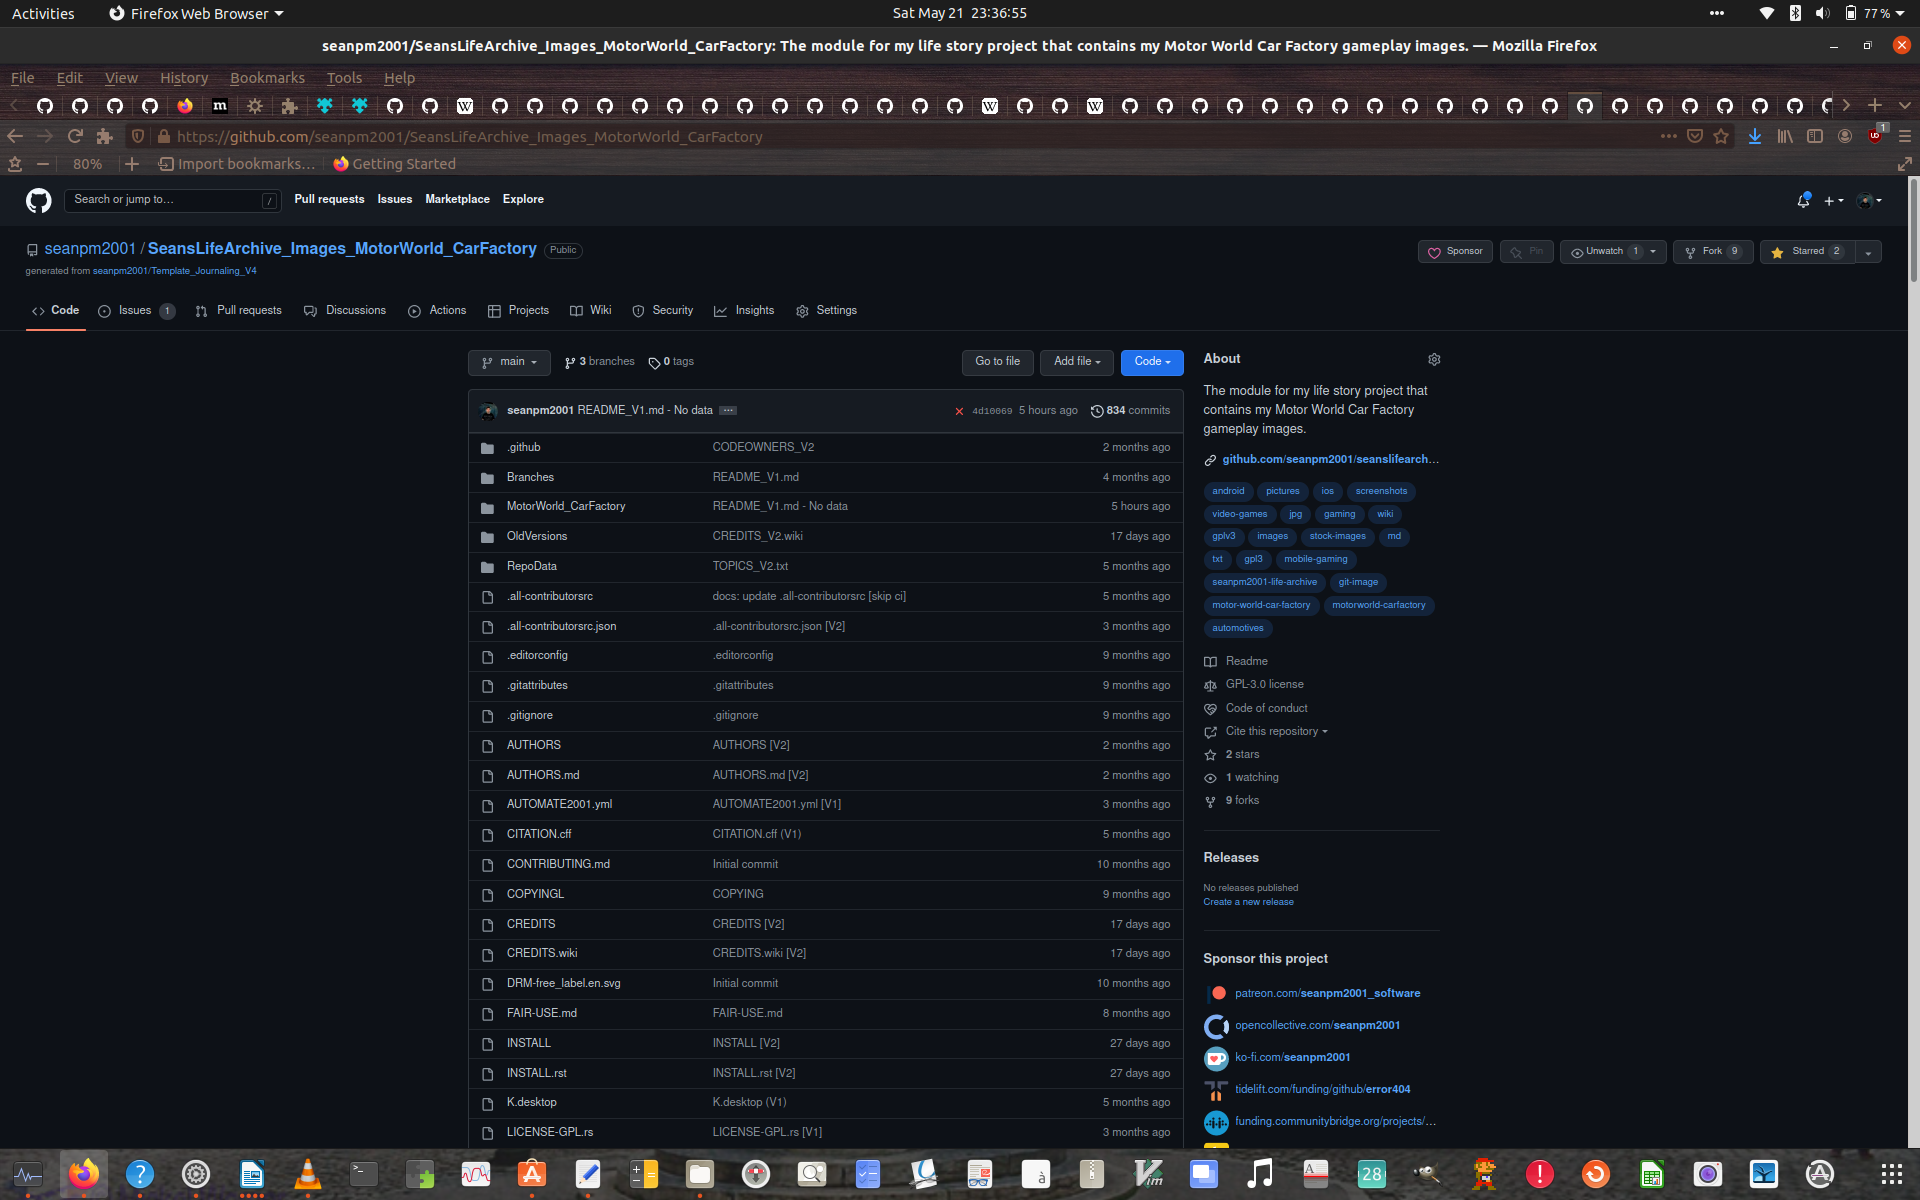 Activities Firefox Web Browser Sat May 21 23:36:55 77 %
seanpm2001/SeansLifeArchive_Images_MotorWorld_CarFactory: The module for my life story project that contains my Motor World Car Factory gameplay images. — Mozilla Firefox
File Edit View History Bookmarks Tools Help
https://github.com/seanpm2001/SeansLifeArchive_Images_MotorWorld_CarFactory 1
80% Import bookmarks... Getting Started
Search or jump to... / Pull requests Issues Marketplace Explore
seanpm2001 / SeansLifeArchive_Images_MotorWorld_CarFactory Public Sponsor Pin Unwatch 1 Fork 9 Starred 2
generated from seanpm2001/Template_Journaling_V4
Code Issues 1 Pull requests Discussions Actions Projects Wiki Security Insights Settings
main 3 branches 0 tags Go to file Add file Code
seanpm2001 README_V1.md - No data ... 4d10069 5 hours ago 834 commits
.github CODEOWNERS_V2 2 months ago
Branches README_V1.md 4 months ago
MotorWorld_CarFactory README_V1.md - No data 5 hours ago
OldVersions CREDITS_V2.wiki 17 days ago
RepoData TOPICS_V2.txt 5 months ago
.all-contributorsrc docs: update .all-contributorsrc [skip ci] 5 months ago
.all-contributorsrc.json .all-contributorsrc.json [V2] 3 months ago
.editorconfig .editorconfig 9 months ago
.gitattributes .gitattributes 9 months ago
.gitignore .gitignore 9 months ago
AUTHORS AUTHORS [V2] 2 months ago
AUTHORS.md AUTHORS.md [V2] 2 months ago
AUTOMATE2001.yml AUTOMATE2001.yml [V1] 3 months ago
CITATION.cff CITATION.cff (V1) 5 months ago
CONTRIBUTING.md Initial commit 10 months ago
COPYINGL COPYING 9 months ago
CREDITS CREDITS [V2] 17 days ago
CREDITS.wiki CREDITS.wiki [V2] 17 days ago
DRM-free_label.en.svg Initial commit 10 months ago
FAIR-USE.md FAIR-USE.md 8 months ago
INSTALL INSTALL [V2] 27 days ago
INSTALL.rst INSTALL.rst [V2] 27 days ago
K.desktop K.desktop (V1) 5 months ago
LICENSE-GPL.rs LICENSE-GPL.rs [V1] 3 months ago
About
The module for my life story project that
contains my Motor World Car Factory
gameplay images.
github.com/seanpm2001/seanslifearch...
android pictures ios screenshots
video-games jpg gaming wiki
gplv3 images stock-images md
txt gpl3 mobile-gaming
seanpm2001-life-archive git-image
motor-world-car-factory motorworld-carfactory
automotives
Readme
GPL-3.0 license
Code of conduct
Cite this repository
2 stars
1 watching
9 forks
Releases
No releases published
Create a new release
Sponsor this project
patreon.com/seanpm2001_software
opencollective.com/seanpm2001
ko-fi.com/seanpm2001
tidelift.com/funding/github/error404
funding.communitybridge.org/projects/...
28